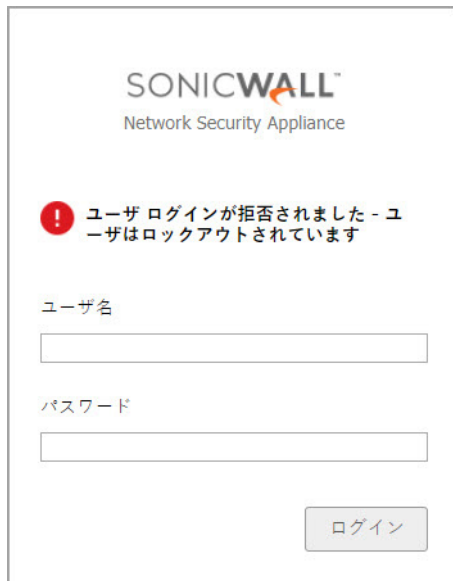 SONICWALL™
Network Security Appliance
ユーザ ログインが拒否されました - ユ
ーザはロックアウトされています
ユーザ名
パスワード
ログイン